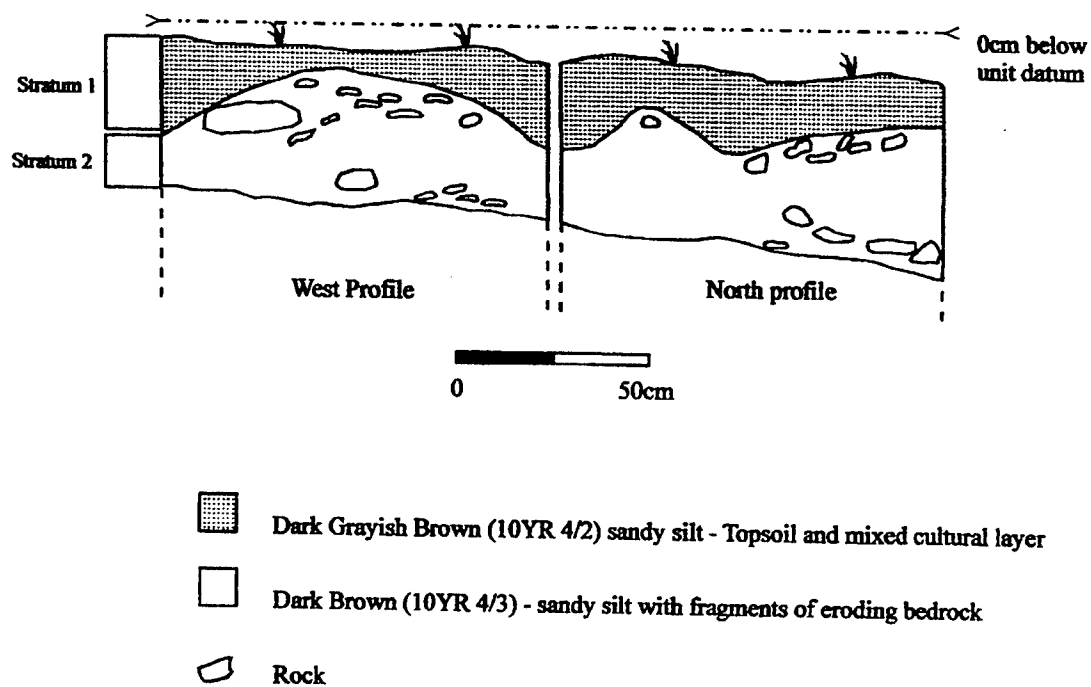 0cm below
unit datum
Stratum 1
Stratum 2
West Profile
North profile
0 50cm
Dark Grayish Brown (10YR 4/2) sandy silt - Topsoil and mixed cultural layer
Dark Brown (10YR 4/3) - sandy silt with fragments of eroding bedrock
Rock